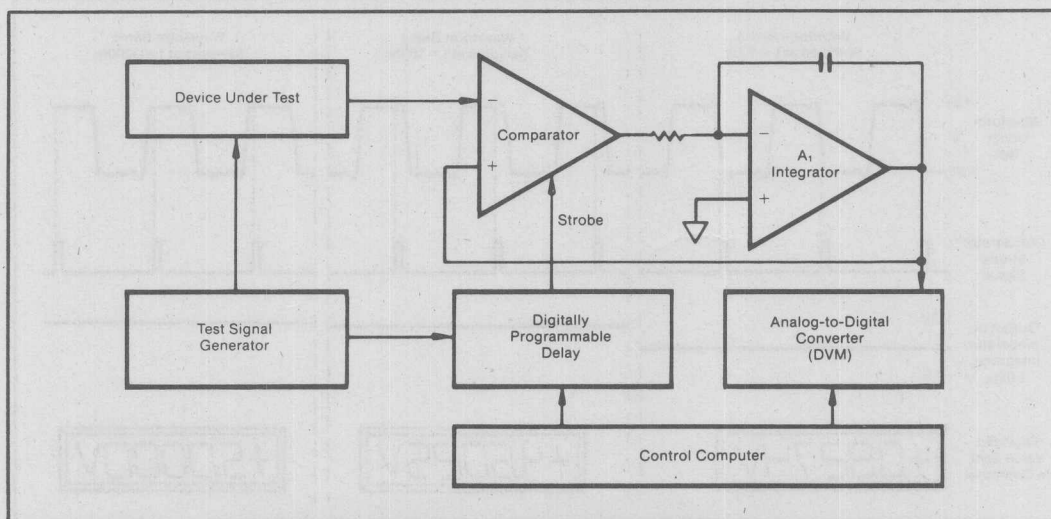 Device Under Test
−
Comparator
+
Strobe
−
A₁
Integrator
+
Test Signal
Generator
Digitally
Programmable
Delay
Analog-to-Digital
Converter
(DVM)
Control Computer